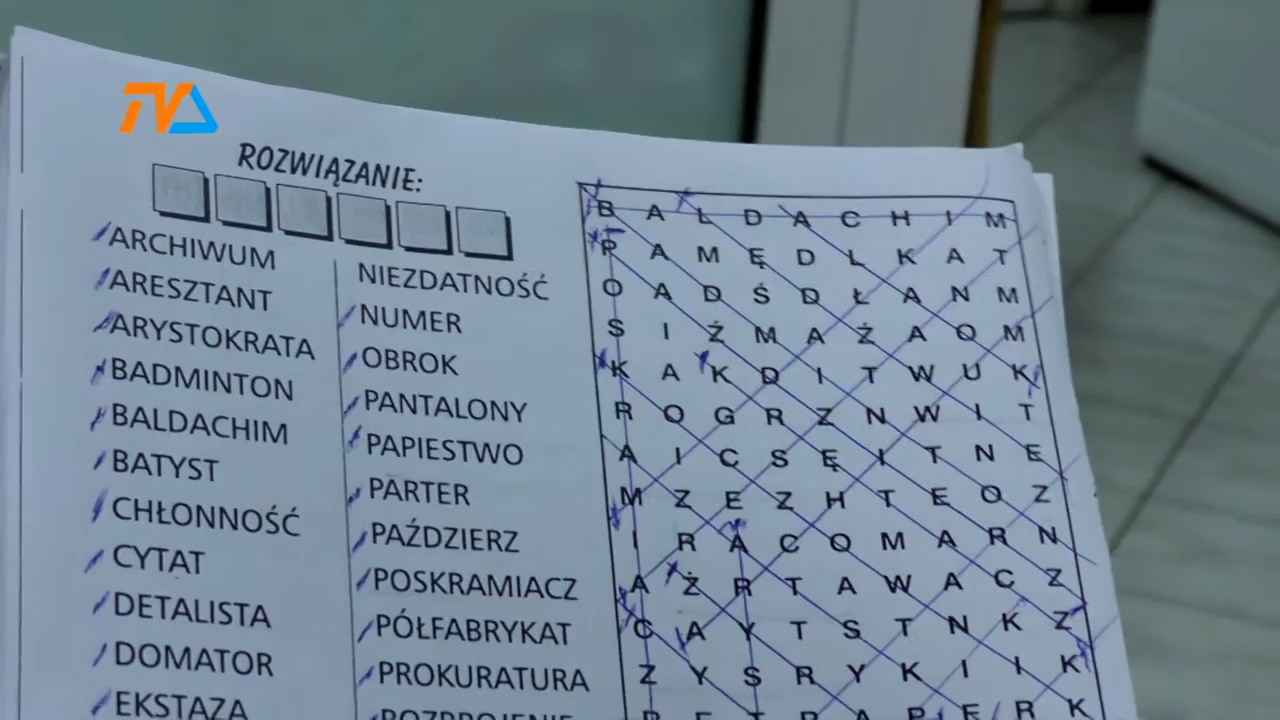 TVA
ROZWIĄZANIE:
ARCHIWUM
ARESZTANT
ARYSTOKRATA
BADMINTON
BALDACHIM
BATYST
CHŁONNOŚĆ
CYTAT
DETALISTA
DOMATOR
EKSTAZA
NIEZDATNOŚĆ
NUMER
OBROK
PANTALONY
PAPIESTWO
PARTER
PAŹDZIERZ
POSKRAMIACZ
PÓŁFABRYKAT
PROKURATURA
B A L D A C H I M
P A M Ę D L K A T
O A D Ś D Ł A N M
S I Ż M A Ż A O M
K A K D I T W U K
R O G R Z N W I T
A I C S Ę I T N E
M Z E Z H T E O Z
I R A C O M A R N
A Ż R T A W A C Z
C A Y T S T N K Z
Z Y S R Y K I I K